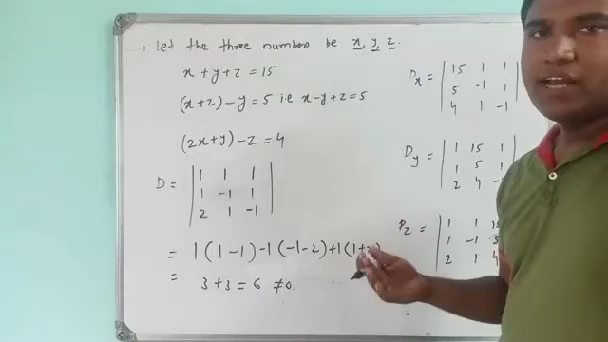 Let the three numbers be x, y, z.
x + y + z = 15
(x+z) - y = 5 i.e x - y + z = 5
(2x+y) - z = 4
D = | 1 1 1 |
| 1 -1 1 |
| 2 1 -1 |
= 1 ( 1 - 1 ) - 1 ( -1 - 2 ) + 1 ( 1 +
=
3 + 3 = 6 ≠ 0.
Dx = | 15 1 1 |
| 5 -1 1 |
| 4 1 -1 |
Dy = | 1 15 1 |
| 1 5 1 |
| 2 4 -
Dz = | 1 1
| 1 -1
| 2 1 4